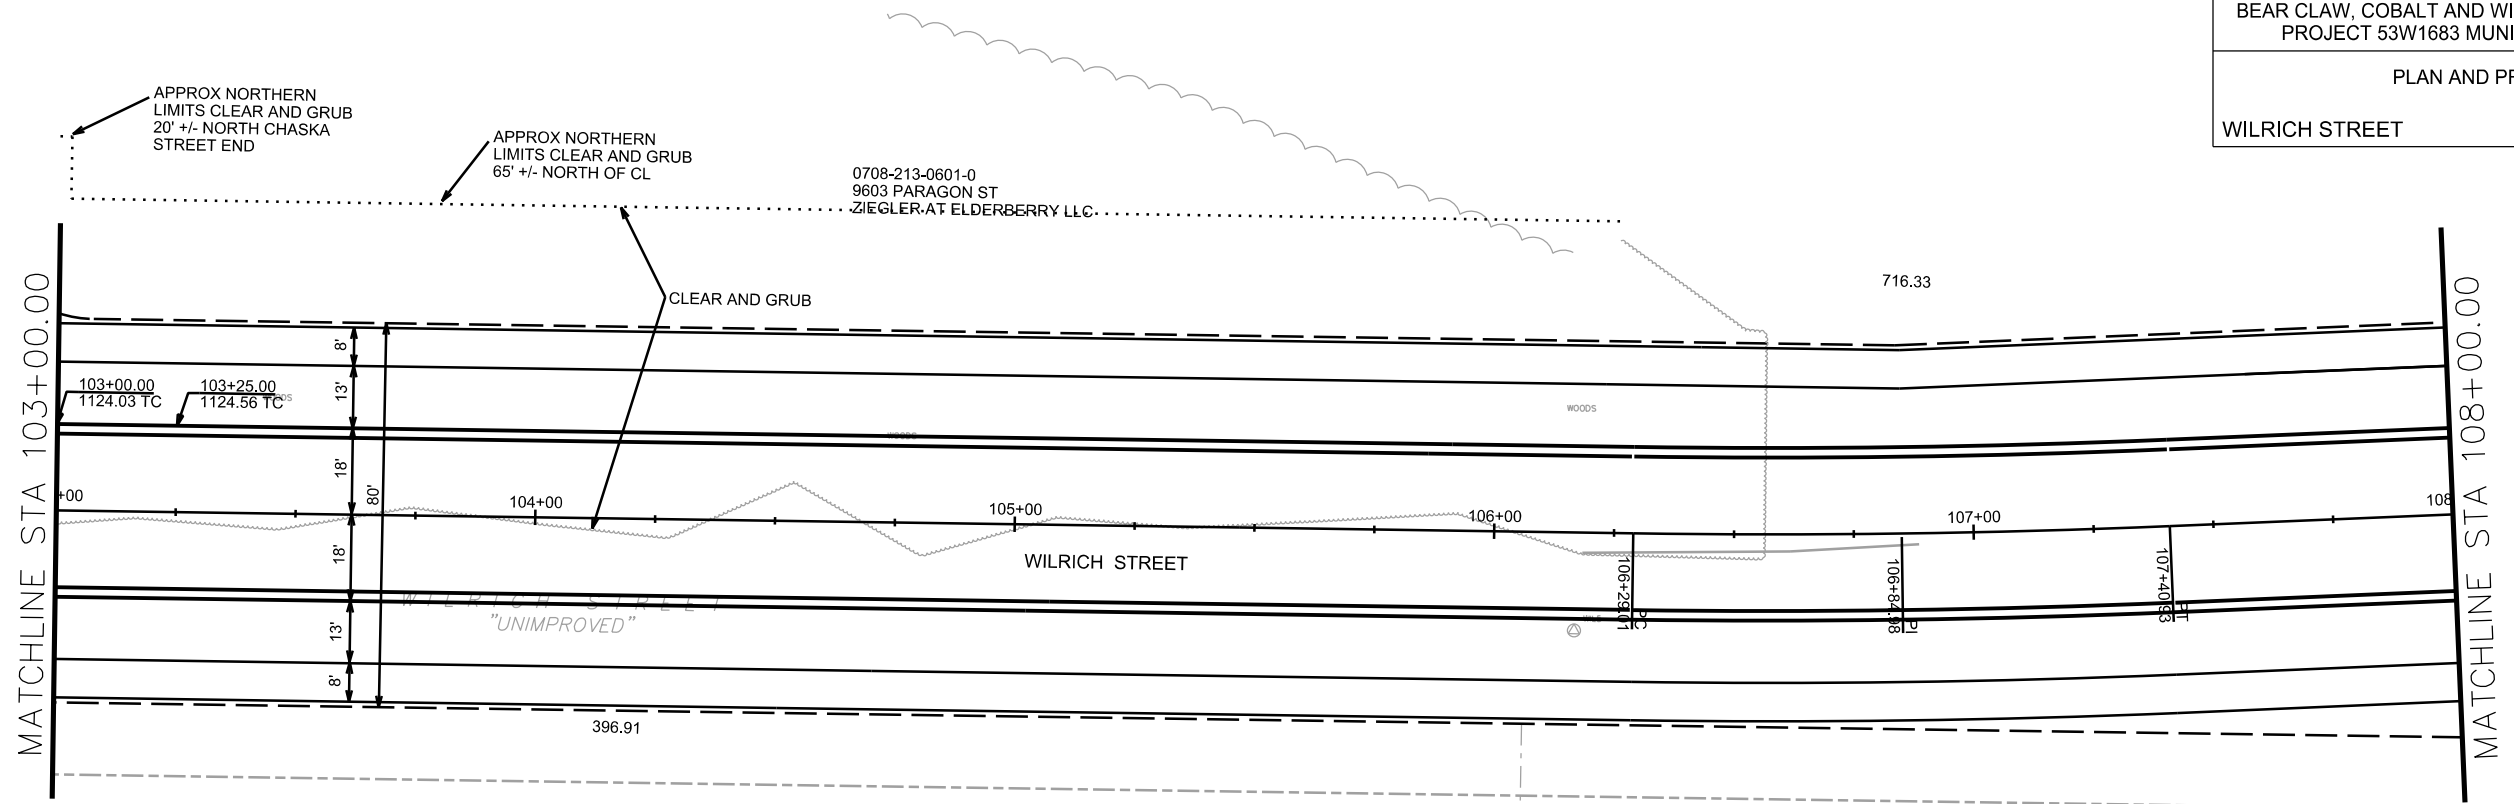 BEAR CLAW, COBALT AND WI
PROJECT 53W1683 MUNI
PLAN AND PR
WILRICH STREET
APPROX NORTHERN
LIMITS CLEAR AND GRUB
20' +/- NORTH CHASKA
STREET END
APPROX NORTHERN
LIMITS CLEAR AND GRUB
65' +/- NORTH OF CL
0708-213-0601-0
9603 PARAGON ST
ZIEGLER AT ELDERBERRY LLC
716.33
CLEAR AND GRUB
MATCHLINE STA 103+00.00
MATCHLINE STA 108+00.00
8'
13'
103+00.00
1124.03 TC
103+25.00
1124.56 TC
WOODS
WOODS
WOODS
18'
80'
+00
104+00
105+00
106+00
107+00
108
18'
WILRICH STREET
106+29.01
PC
106+84.98
PI
107+40.93
PT
WILRICH STREET
"UNIMPROVED"
13'
8'
396.91